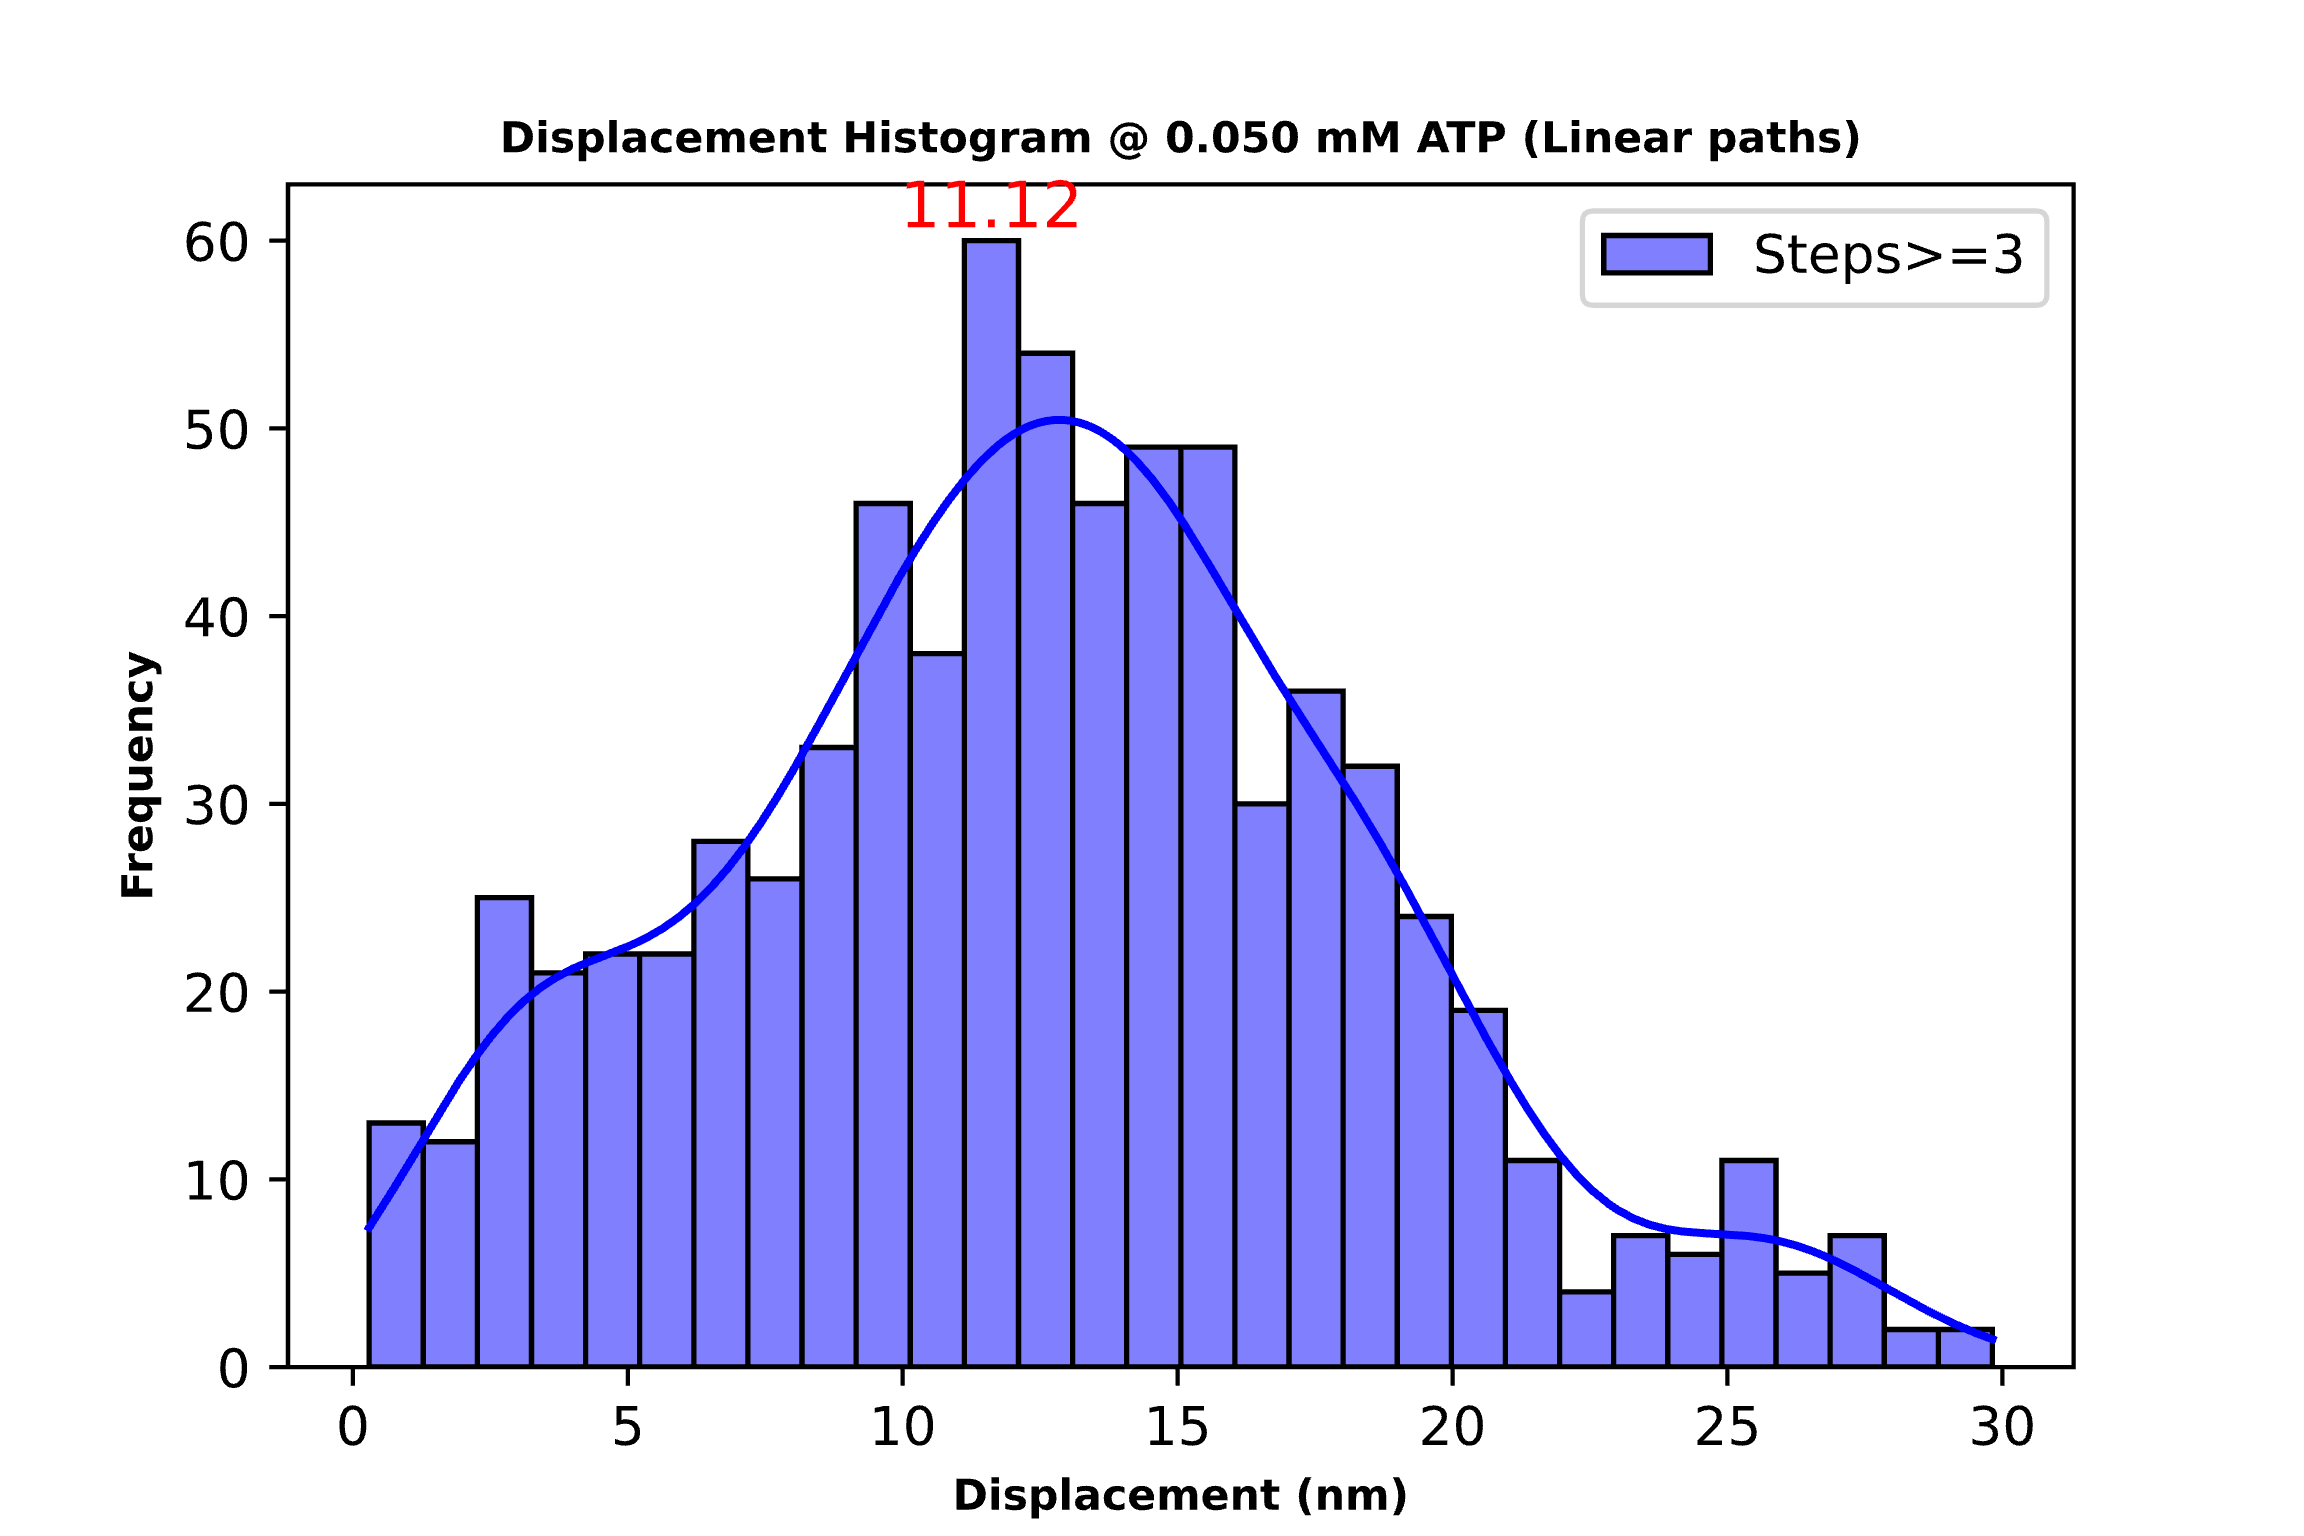 Displacement Histogram @ 0.050 mM ATP (Linear paths)
11.12
Steps>=3
60
50
40
30
20
10
0
Frequency
0 5 10 15 20 25 30
Displacement (nm)